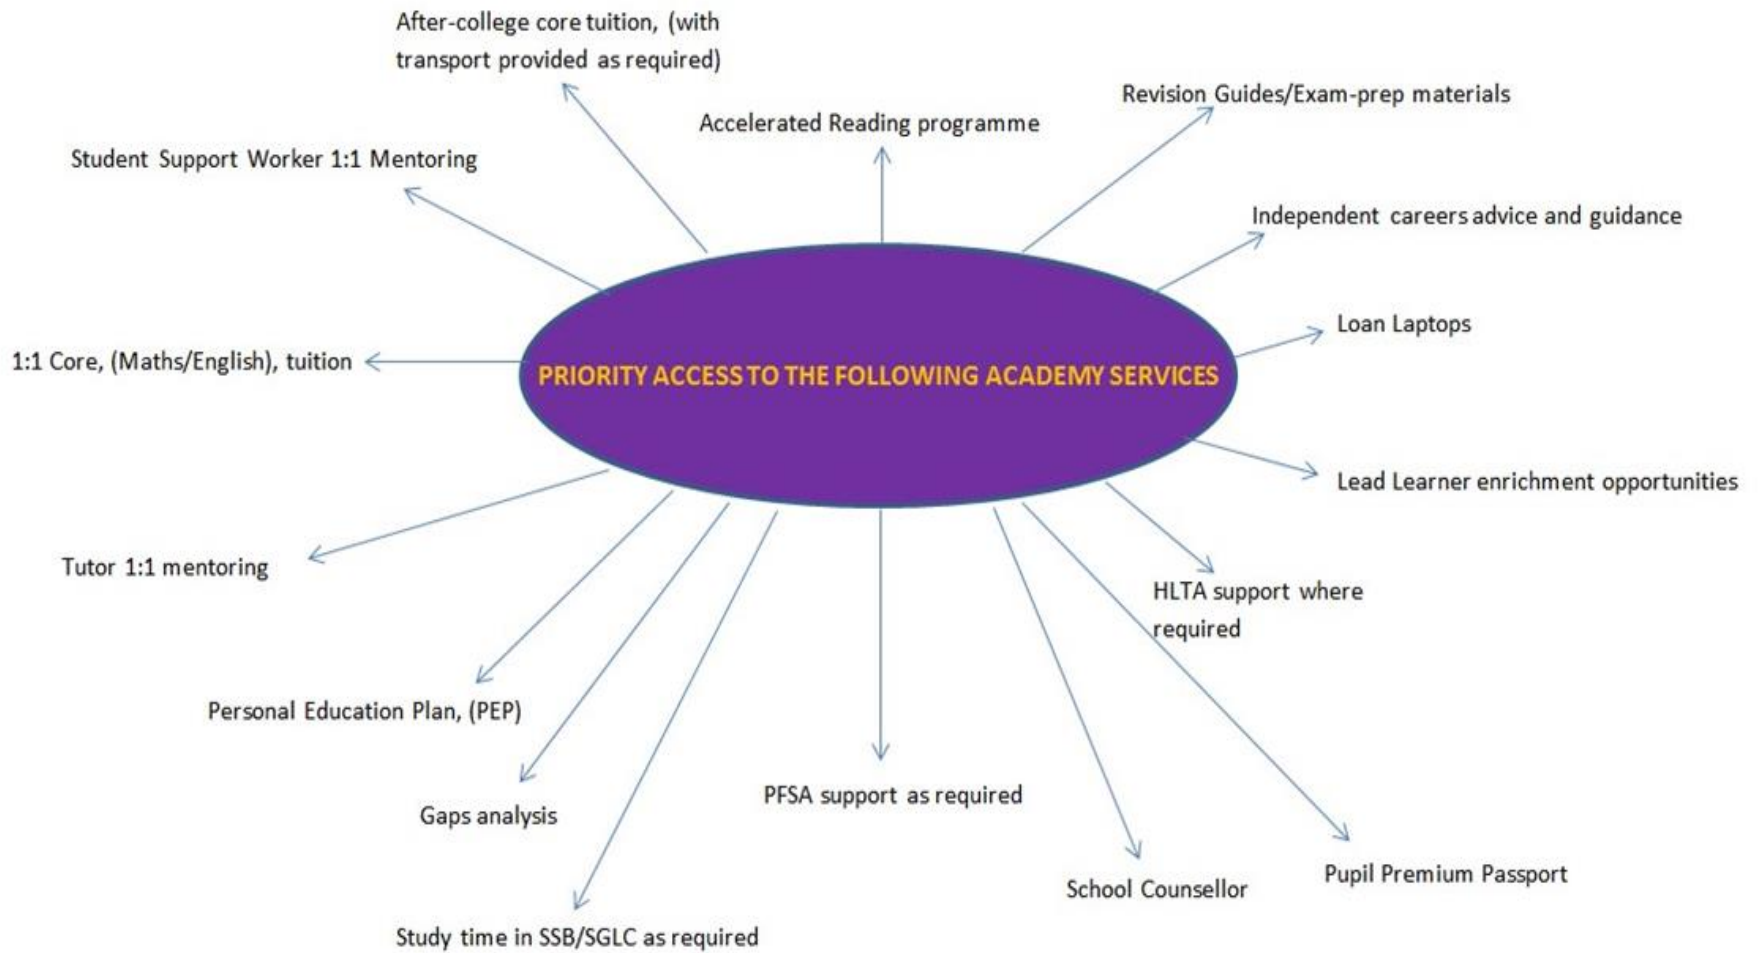 After-college core tuition, (with
transport provided as required)
Revision Guides/Exam-prep materials
Accelerated Reading programme
Student Support Worker 1:1 Mentoring
Independent careers advice and guidance
Loan Laptops
1:1 Core, (Maths/English), tuition
PRIORITY ACCESS TO THE FOLLOWING ACADEMY SERVICES
Lead Learner enrichment opportunities
Tutor 1:1 mentoring
HLTA support where
required
Personal Education Plan, (PEP)
PFSA support as required
Gaps analysis
Pupil Premium Passport
School Counsellor
Study time in SSB/SGLC as required